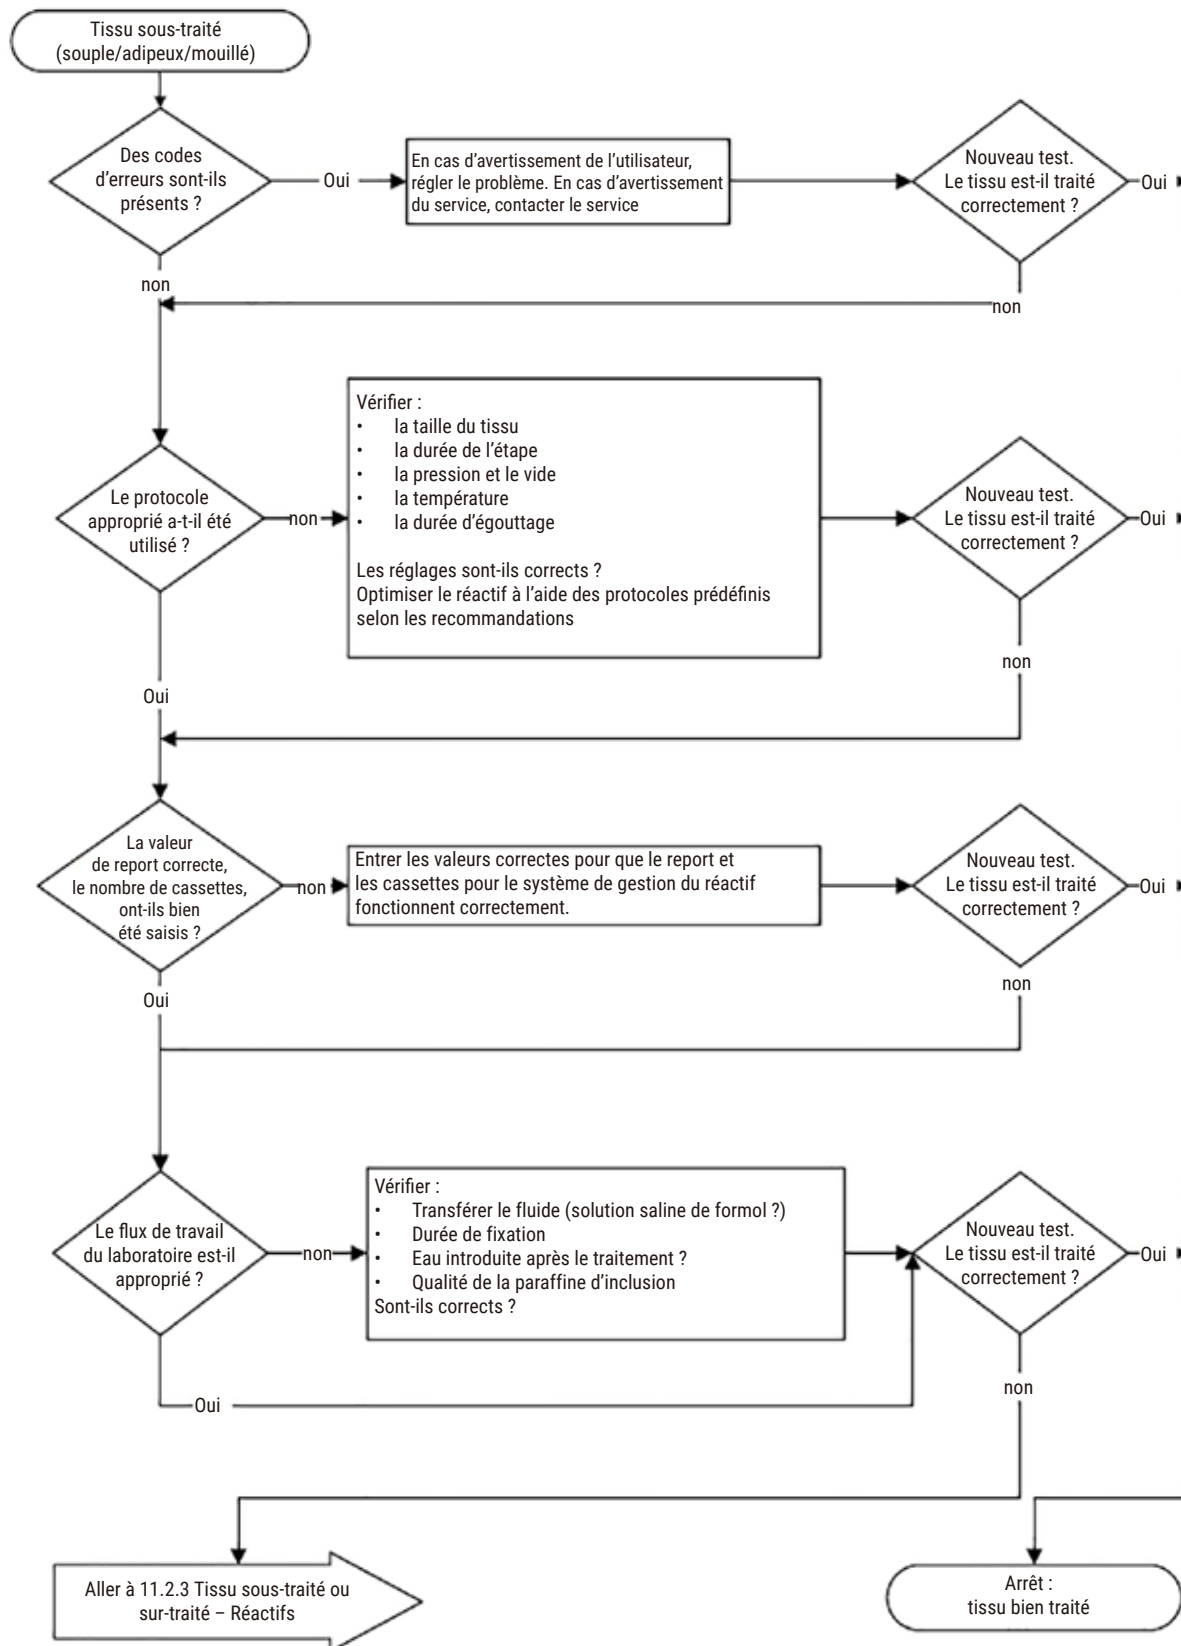 Tissu sous-traité
(souple/adipeux/mouillé)
Des codes
d'erreurs sont-ils
présents ?
Oui
En cas d'avertissement de l'utilisateur,
régler le problème. En cas d'avertissement
du service, contacter le service
Nouveau test.
Le tissu est-il traité
correctement ?
Oui
non
non
Le protocole
approprié a-t-il été
utilisé ?
non
Vérifier :
• la taille du tissu
• la durée de l'étape
• la pression et le vide
• la température
• la durée d'égouttage
Les réglages sont-ils corrects ?
Optimiser le réactif à l'aide des protocoles prédéfinis
selon les recommandations
Nouveau test.
Le tissu est-il traité
correctement ?
Oui
non
Oui
La valeur
de report correcte,
le nombre de cassettes,
ont-ils bien
été saisis ?
non
Entrer les valeurs correctes pour que le report et
les cassettes pour le système de gestion du réactif
fonctionnent correctement.
Nouveau test.
Le tissu est-il traité
correctement ?
Oui
non
Oui
Le flux de travail
du laboratoire est-il
approprié ?
non
Vérifier :
• Transférer le fluide (solution saline de formol ?)
• Durée de fixation
• Eau introduite après le traitement ?
• Qualité de la paraffine d'inclusion
Sont-ils corrects ?
Nouveau test.
Le tissu est-il traité
correctement ?
Oui
non
Oui
Aller à 11.2.3 Tissu sous-traité ou
sur-traité – Réactifs
Arrêt :
tissu bien traité